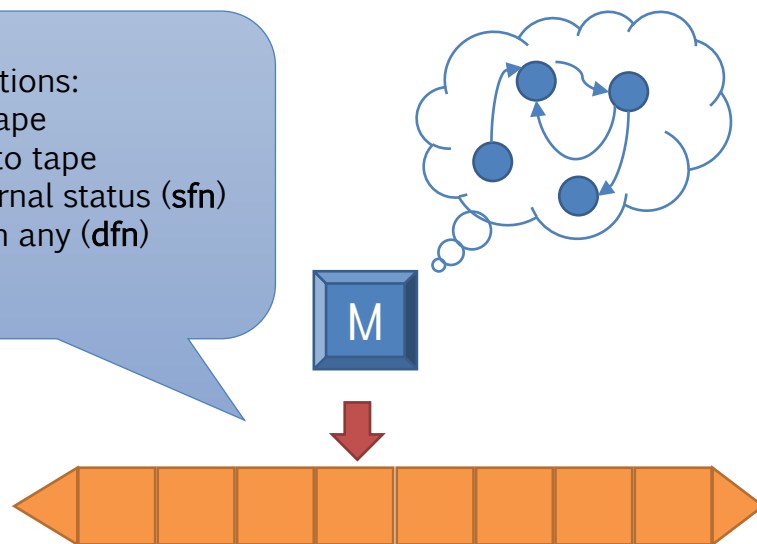 tions:
ape
to tape
rnal status (sfn)
n any (dfn)
M